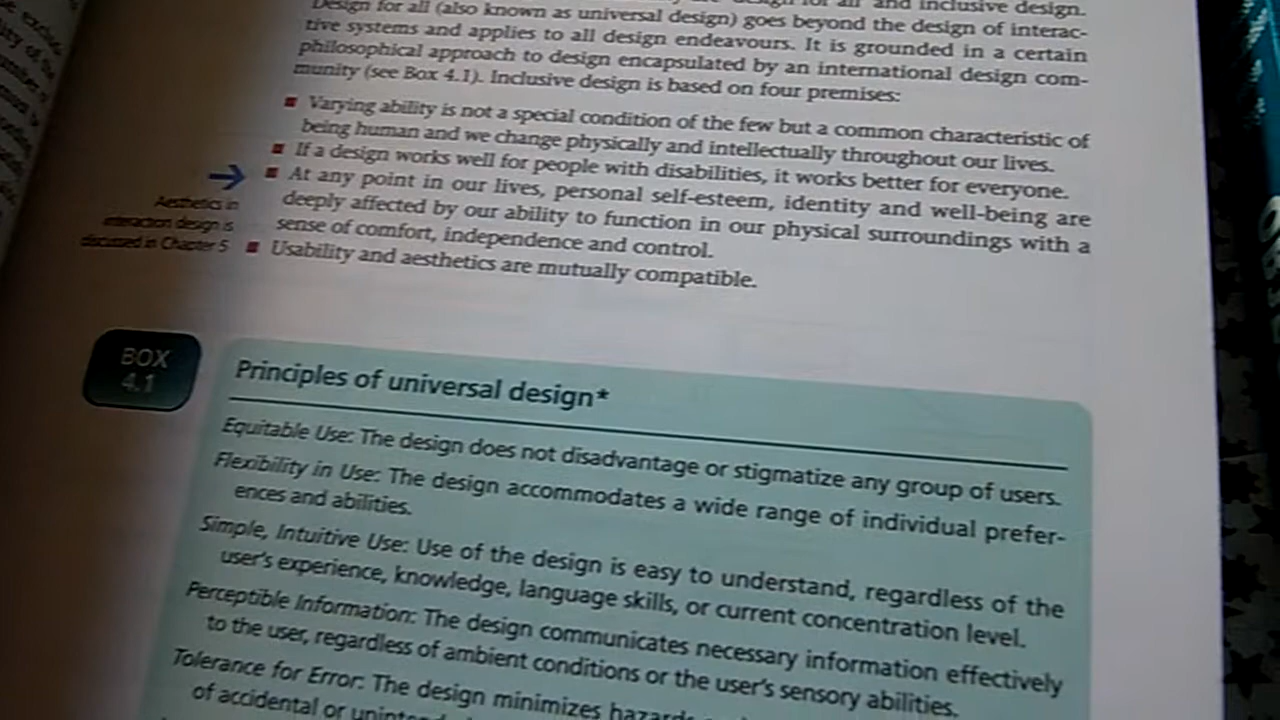 design for all and inclusive design.
Design for all (also known as universal design) goes beyond the design of interac-
tive systems and applies to all design endeavours. It is grounded in a certain
philosophical approach to design encapsulated by an international design com-
munity (see Box 4.1). Inclusive design is based on four premises:
■ Varying ability is not a special condition of the few but a common characteristic of
being human and we change physically and intellectually throughout our lives.
■ If a design works well for people with disabilities, it works better for everyone.
■ At any point in our lives, personal self-esteem, identity and well-being are
deeply affected by our ability to function in our physical surroundings with a
sense of comfort, independence and control.
■ Usability and aesthetics are mutually compatible.
→
Aesthetics in
interaction design is
discussed in Chapter 5
BOX
4.1
Principles of universal design*
Equitable Use: The design does not disadvantage or stigmatize any group of users.
Flexibility in Use: The design accommodates a wide range of individual prefer-
ences and abilities.
Simple, Intuitive Use: Use of the design is easy to understand, regardless of the
user's experience, knowledge, language skills, or current concentration level.
Perceptible Information: The design communicates necessary information effectively
to the user, regardless of ambient conditions or the user's sensory abilities.
Tolerance for Error: The design minimizes hazards
of accidental or